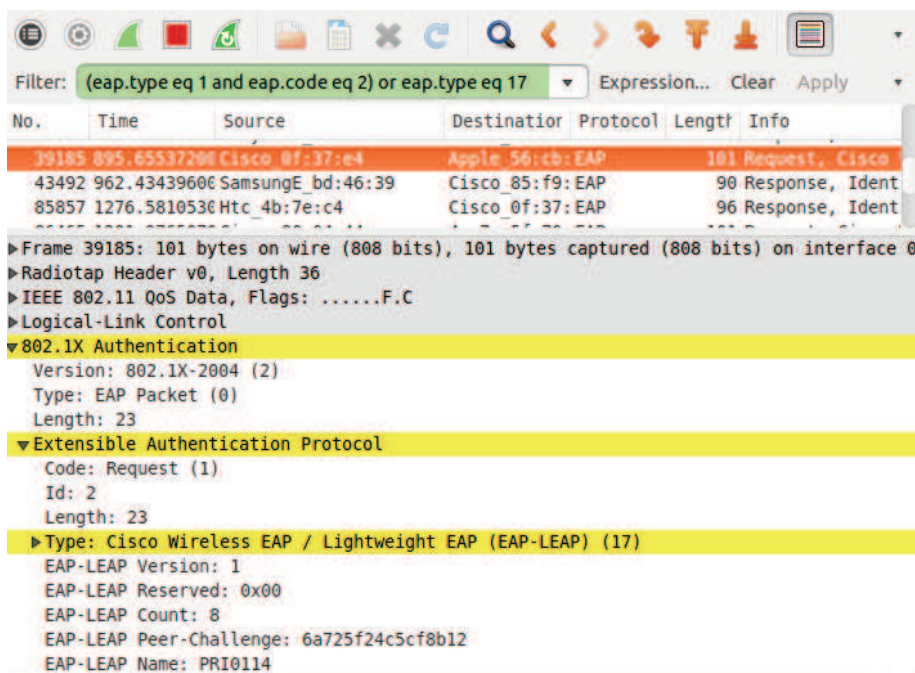 Filter: (eap.type eq 1 and eap.code eq 2) or eap.type eq 17 Expression... Clear Apply
No. Time Source Destination Protocol Length Info
39185 895.65537200 Cisco_0f:37:e4 Apple_56:cb: EAP 101 Request, Cisco
43492 962.43439600 SamsungE_bd:46:39 Cisco_85:f9: EAP 90 Response, Ident
85857 1276.5810530 Htc_4b:7e:c4 Cisco_0f:37: EAP 96 Response, Ident
Frame 39185: 101 bytes on wire (808 bits), 101 bytes captured (808 bits) on interface 0
Radiotap Header v0, Length 36
IEEE 802.11 QoS Data, Flags: ......F.C
Logical-Link Control
802.1X Authentication
Version: 802.1X-2004 (2)
Type: EAP Packet (0)
Length: 23
Extensible Authentication Protocol
Code: Request (1)
Id: 2
Length: 23
Type: Cisco Wireless EAP / Lightweight EAP (EAP-LEAP) (17)
EAP-LEAP Version: 1
EAP-LEAP Reserved: 0x00
EAP-LEAP Count: 8
EAP-LEAP Peer-Challenge: 6a725f24c5cf8b12
EAP-LEAP Name: PRI0114